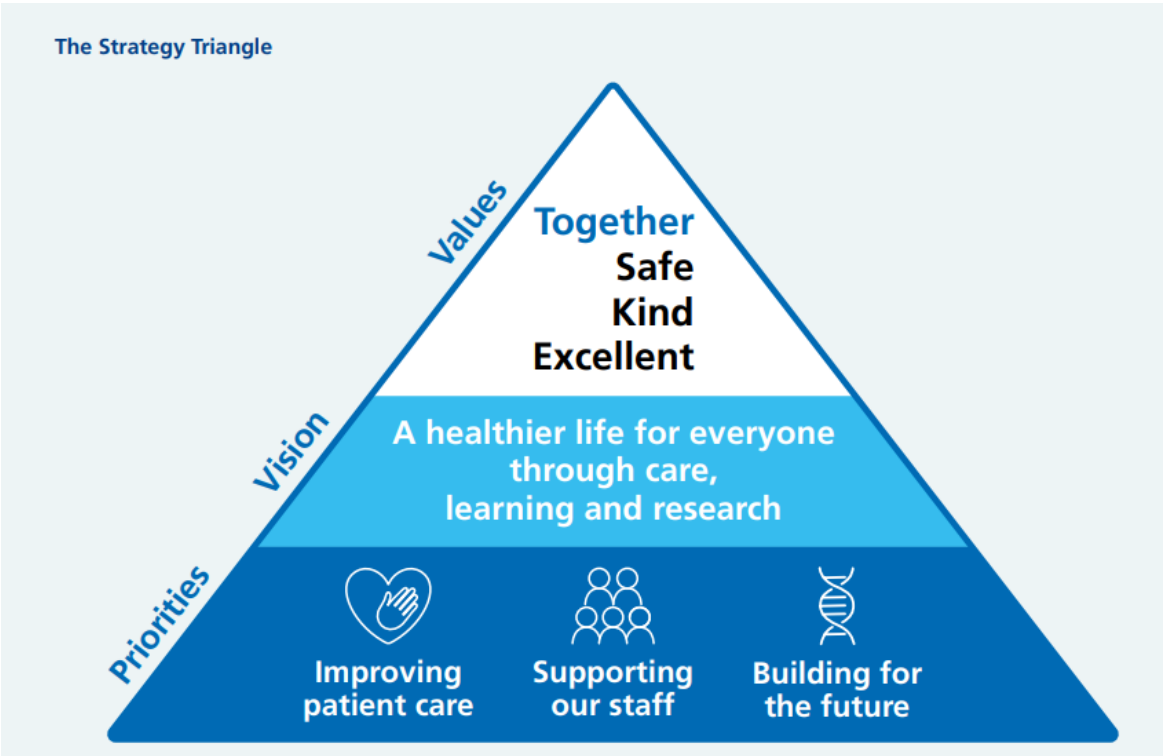 The Strategy Triangle
Values
Together
Safe
Kind
Excellent
Vision
A healthier life for everyone
through care,
learning and research
Priorities
Improving
patient care
Supporting
our staff
Building for
the future